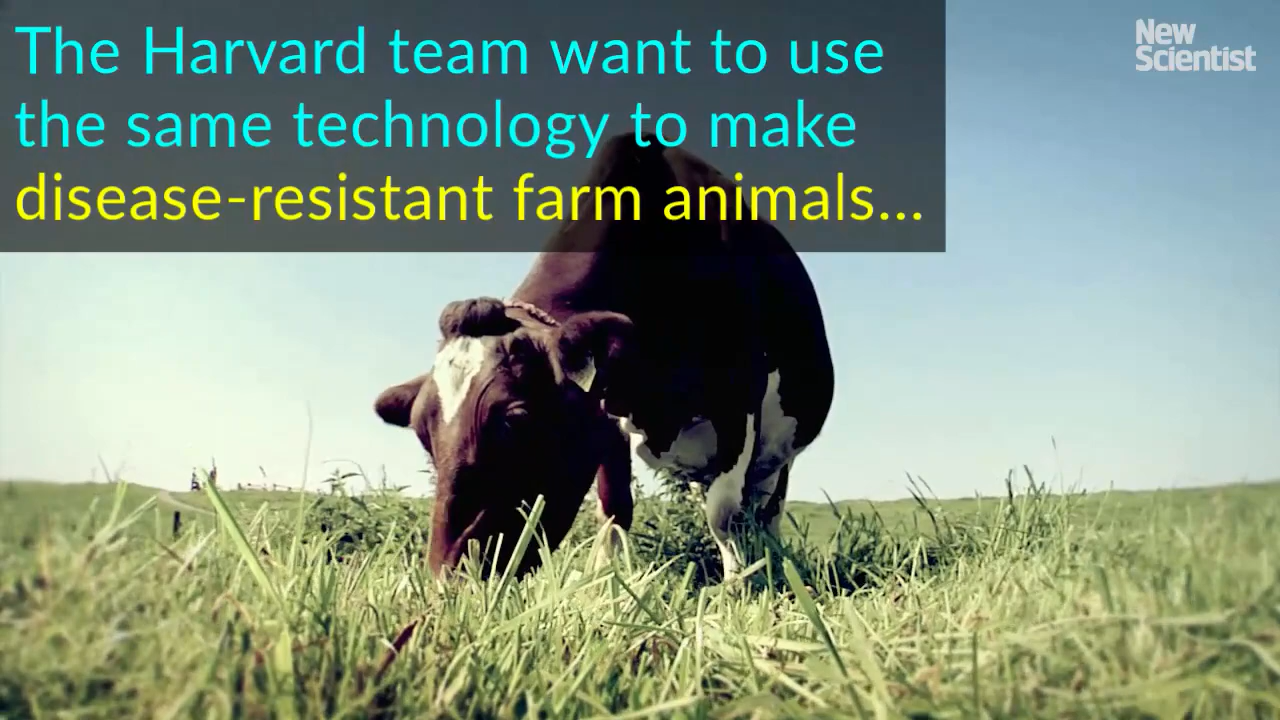 The Harvard team want to use
the same technology to make
disease-resistant farm animals...
New
Scientist